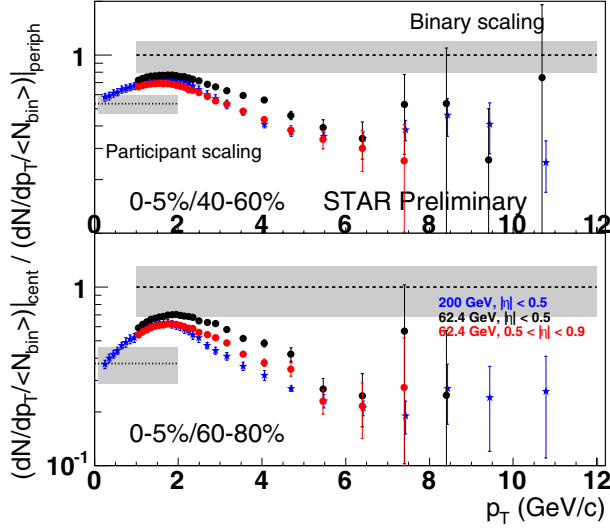 (dN/dp_T/<N_bin>)|_cent / (dN/dp_T/<N_bin>)|_periph
1
Binary scaling
Participant scaling
0-5%/40-60% STAR Preliminary
0 2 4 6 8 10 12
1
200 GeV, |η| < 0.5
62.4 GeV, |η| < 0.5
62.4 GeV, 0.5 < |η| < 0.9
0-5%/60-80%
10^-1
0 2 4 6 8 10 12
p_T (GeV/c)